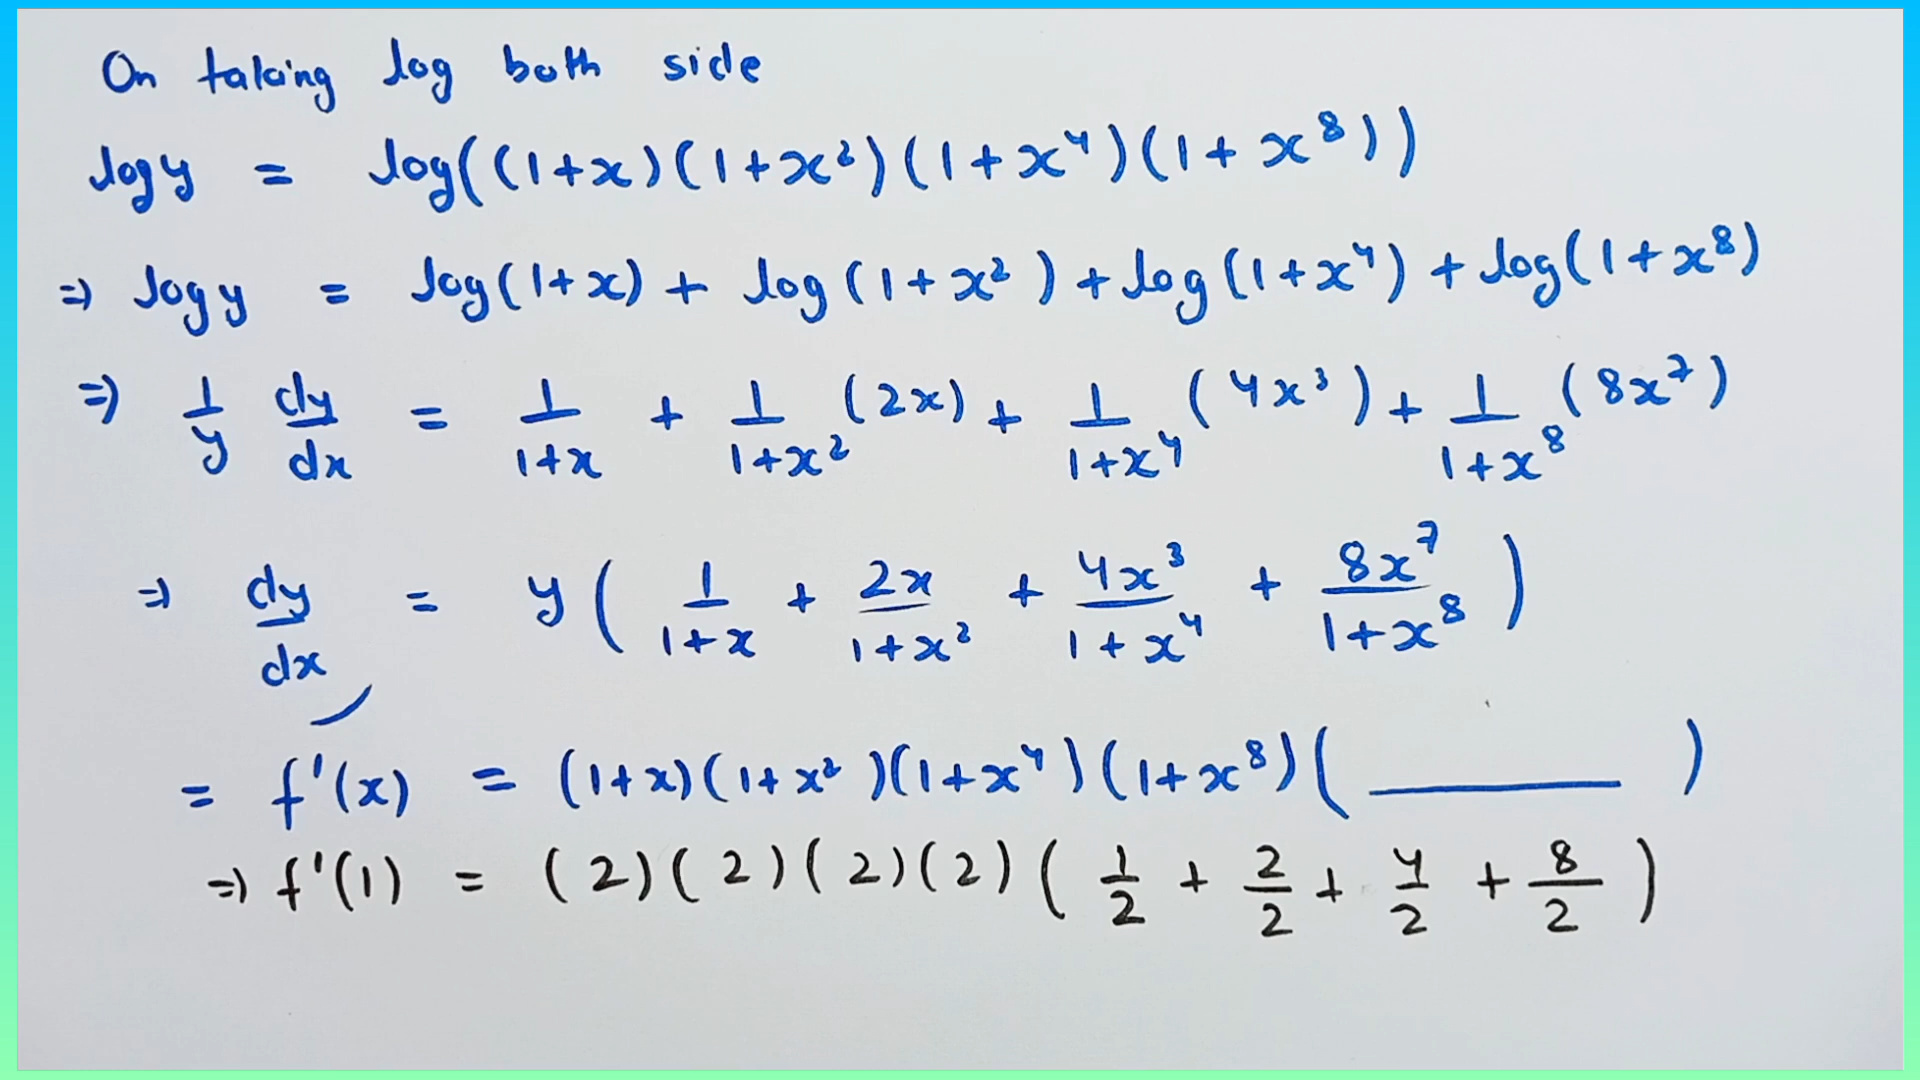 On taking log both side
logy = log((1+x)(1+x²)(1+x⁴)(1+x⁸))
⇒ logy = log(1+x) + log(1+x²) + log(1+x⁴) + log(1+x⁸)
⇒ 1/y dy/dx = 1/(1+x) + 1/(1+x²) (2x) + 1/(1+x⁴) (4x³) + 1/(1+x⁸) (8x⁷)
⇒ dy/dx = y( 1/(1+x) + 2x/(1+x²) + 4x³/(1+x⁴) + 8x⁷/(1+x⁸) )
= f'(x) = (1+x)(1+x²)(1+x⁴)(1+x⁸)( ______ )
⇒ f'(1) = (2)(2)(2)(2)( 1/2 + 2/2 + 4/2 + 8/2 )